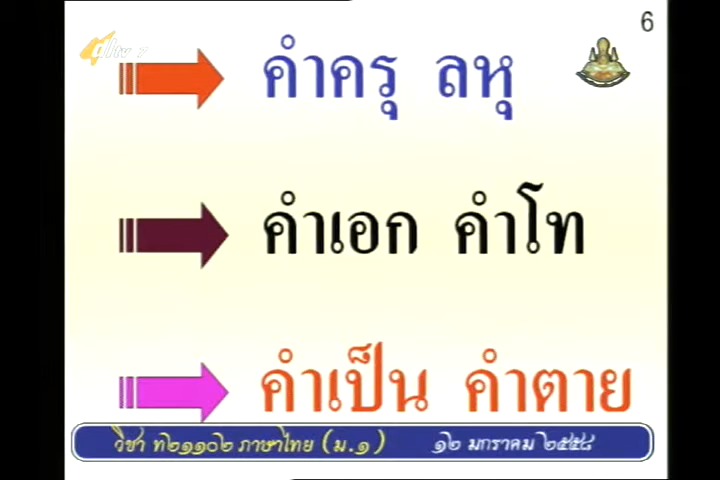 6
dltv 7
คำครุ ลหุ
คำเอก คำโท
คำเป็น คำตาย
วิชา ท๒๑๑๐๒ ภาษาไทย (ม.๑) ๑๒ มกราคม ๒๕๕๘